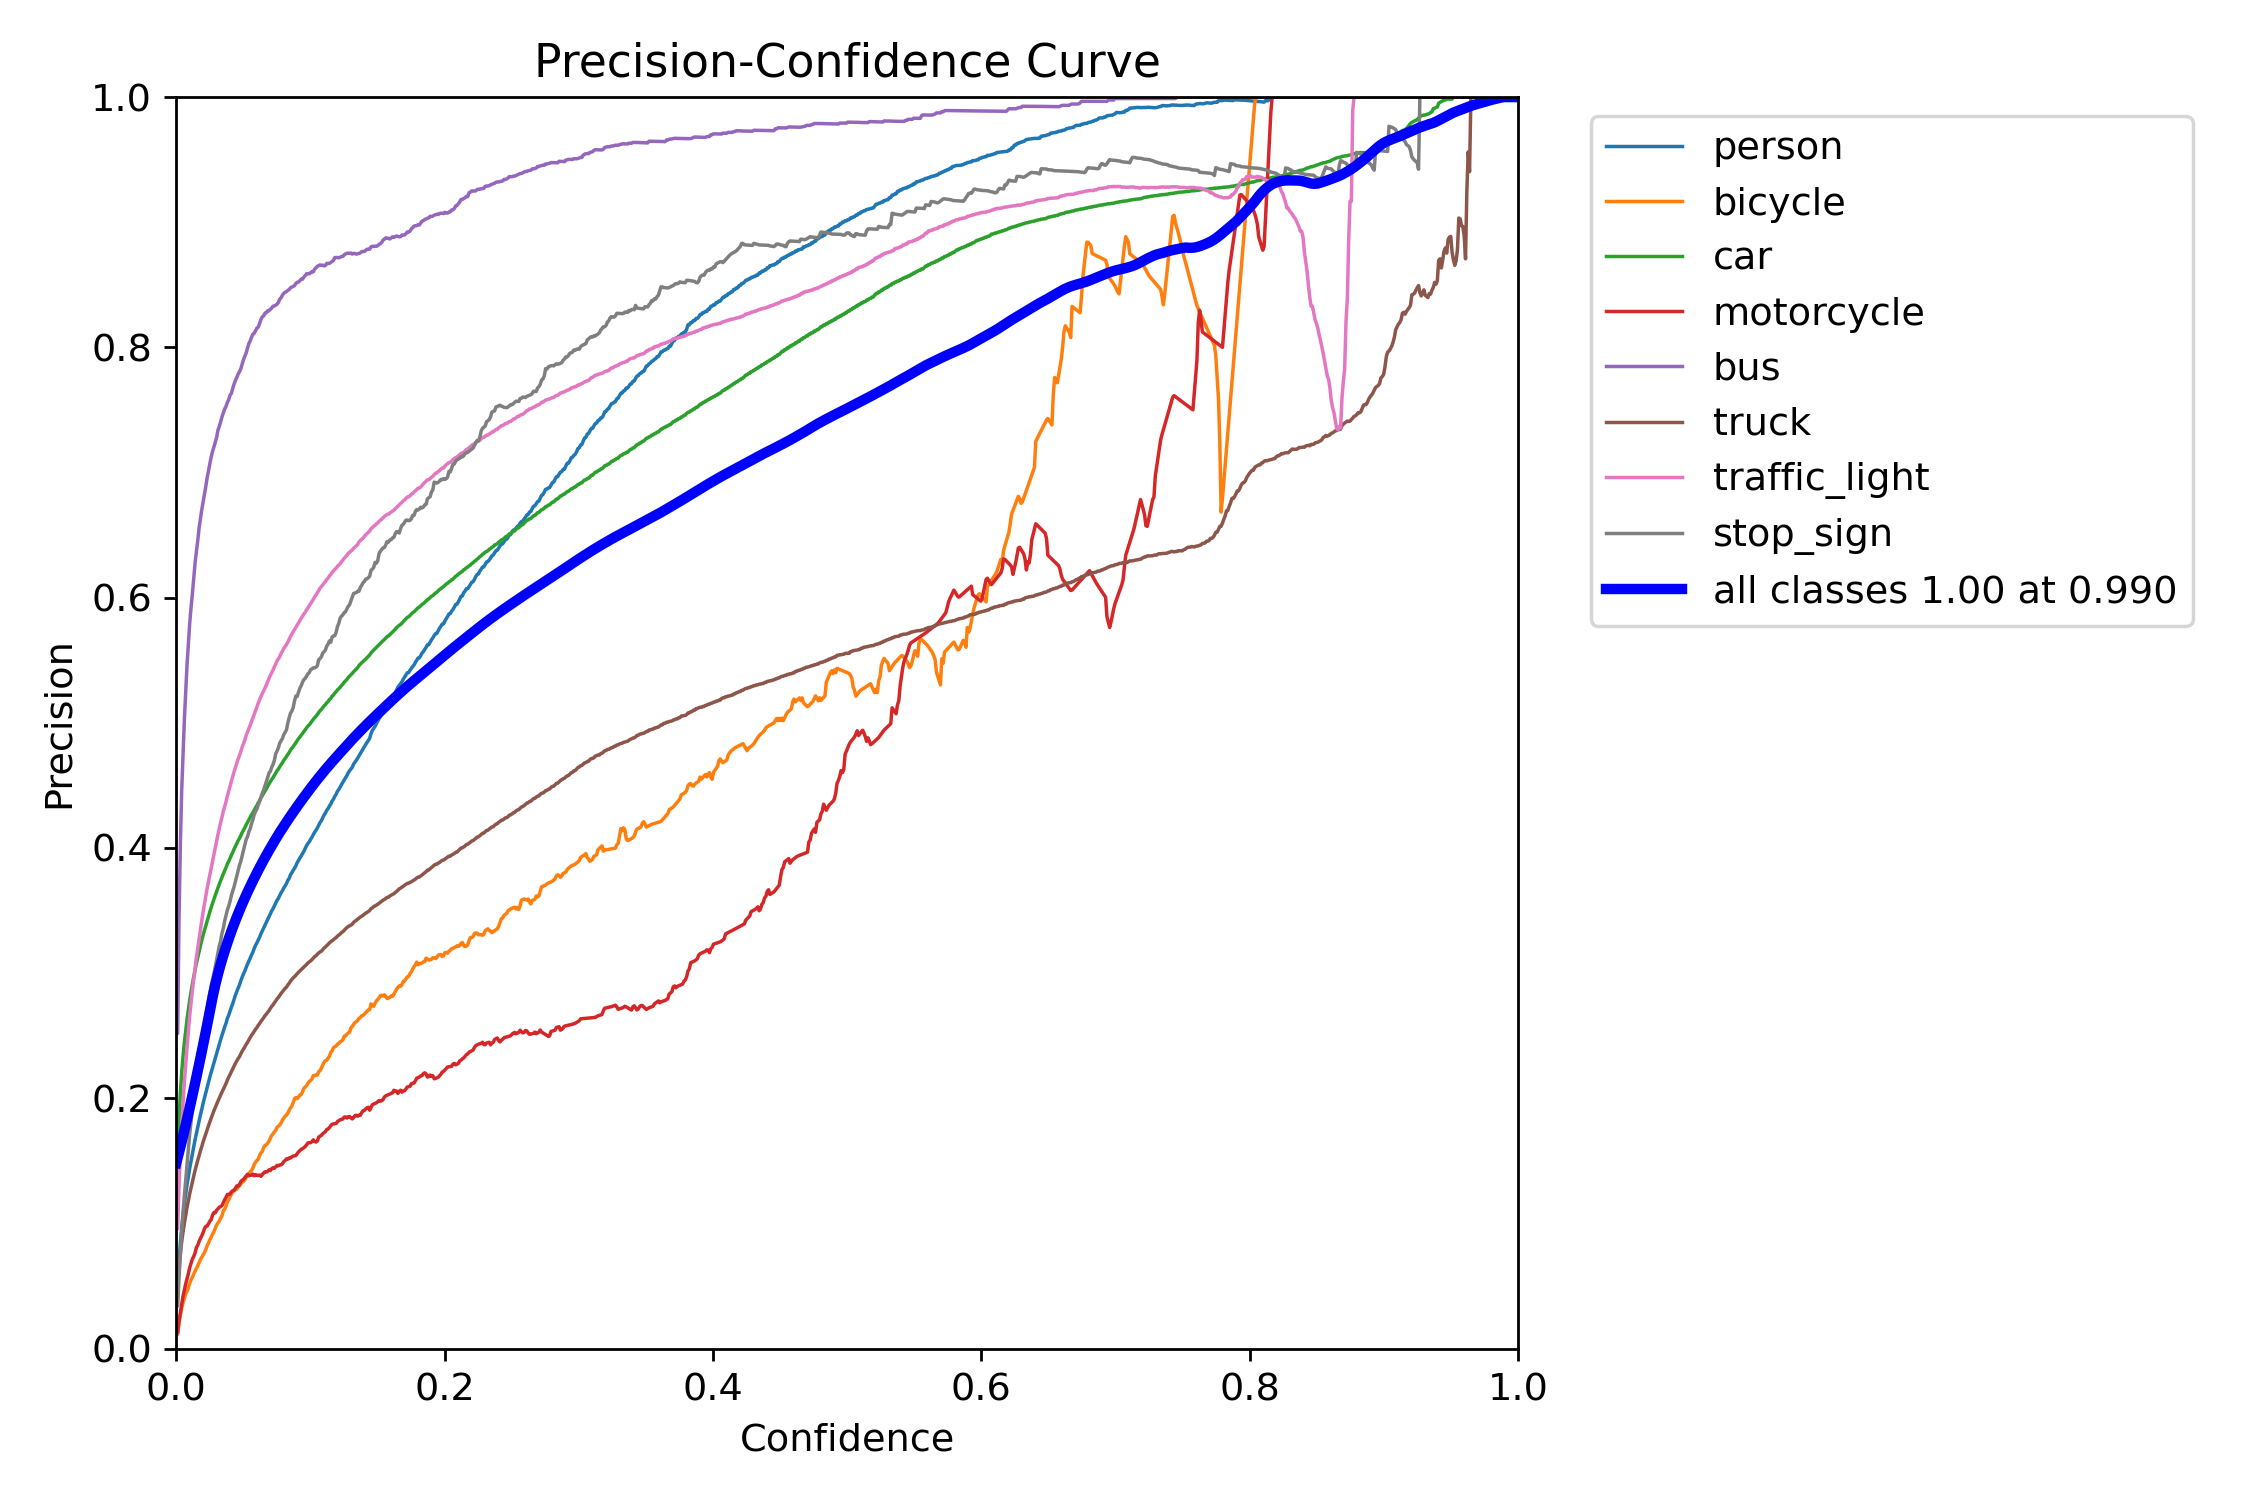 Precision-Confidence Curve
1.0
0.8
0.6
0.4
0.2
0.0
Precision
0.0 0.2 0.4 0.6 0.8 1.0
Confidence
person
bicycle
car
motorcycle
bus
truck
traffic_light
stop_sign
all classes 1.00 at 0.990